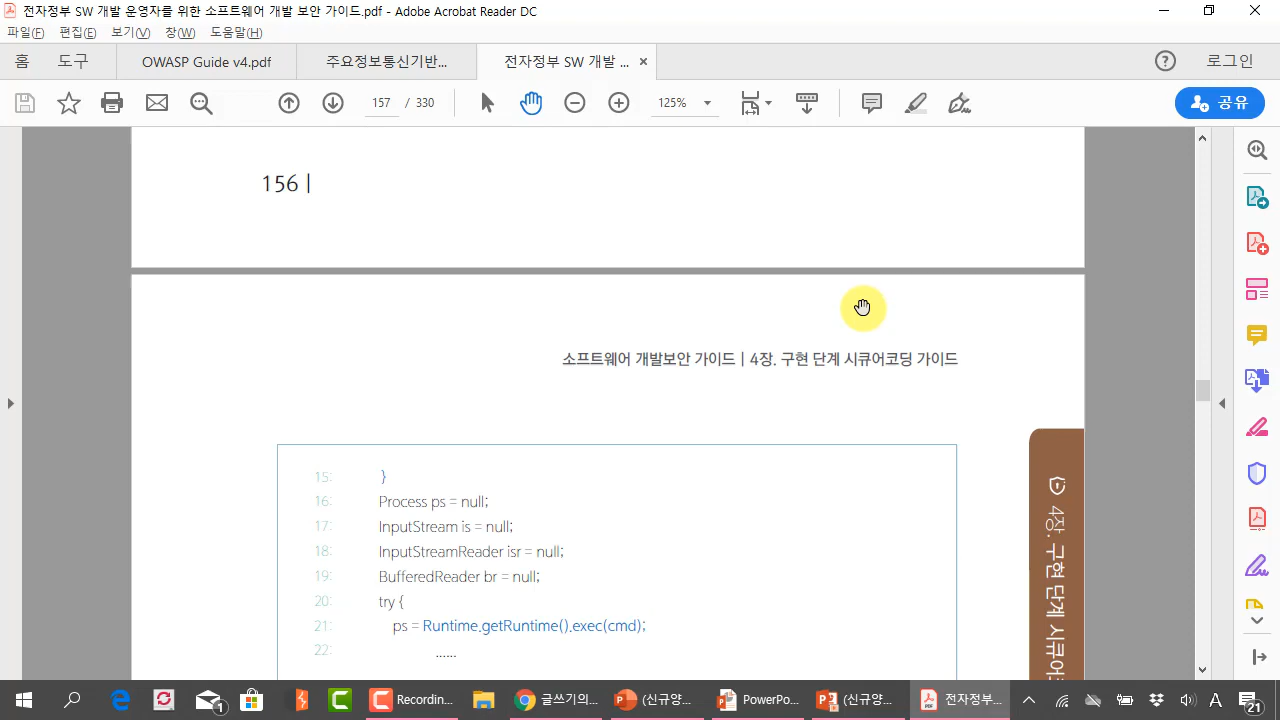 전자정부 SW 개발 운영자를 위한 소프트웨어 개발 보안 가이드.pdf - Adobe Acrobat Reader DC
파일(F) 편집(E) 보기(V) 창(W) 도움말(H)
홈 도구 OWASP Guide v4.pdf 주요정보통신기반... 전자정부 SW 개발 ... × ? 로그인
157 / 330 125% 공유
156 |
소프트웨어 개발보안 가이드 | 4장. 구현 단계 시큐어코딩 가이드
15: }
16: Process ps = null;
17: InputStream is = null;
18: InputStreamReader isr = null;
19: BufferedReader br = null;
20: try {
21: ps = Runtime.getRuntime().exec(cmd);
22: ......
4장. 구현 단계 시큐어
1 Recordin... 글쓰기의... (신규양... PowerPo... (신규양... 전자정부... A 21